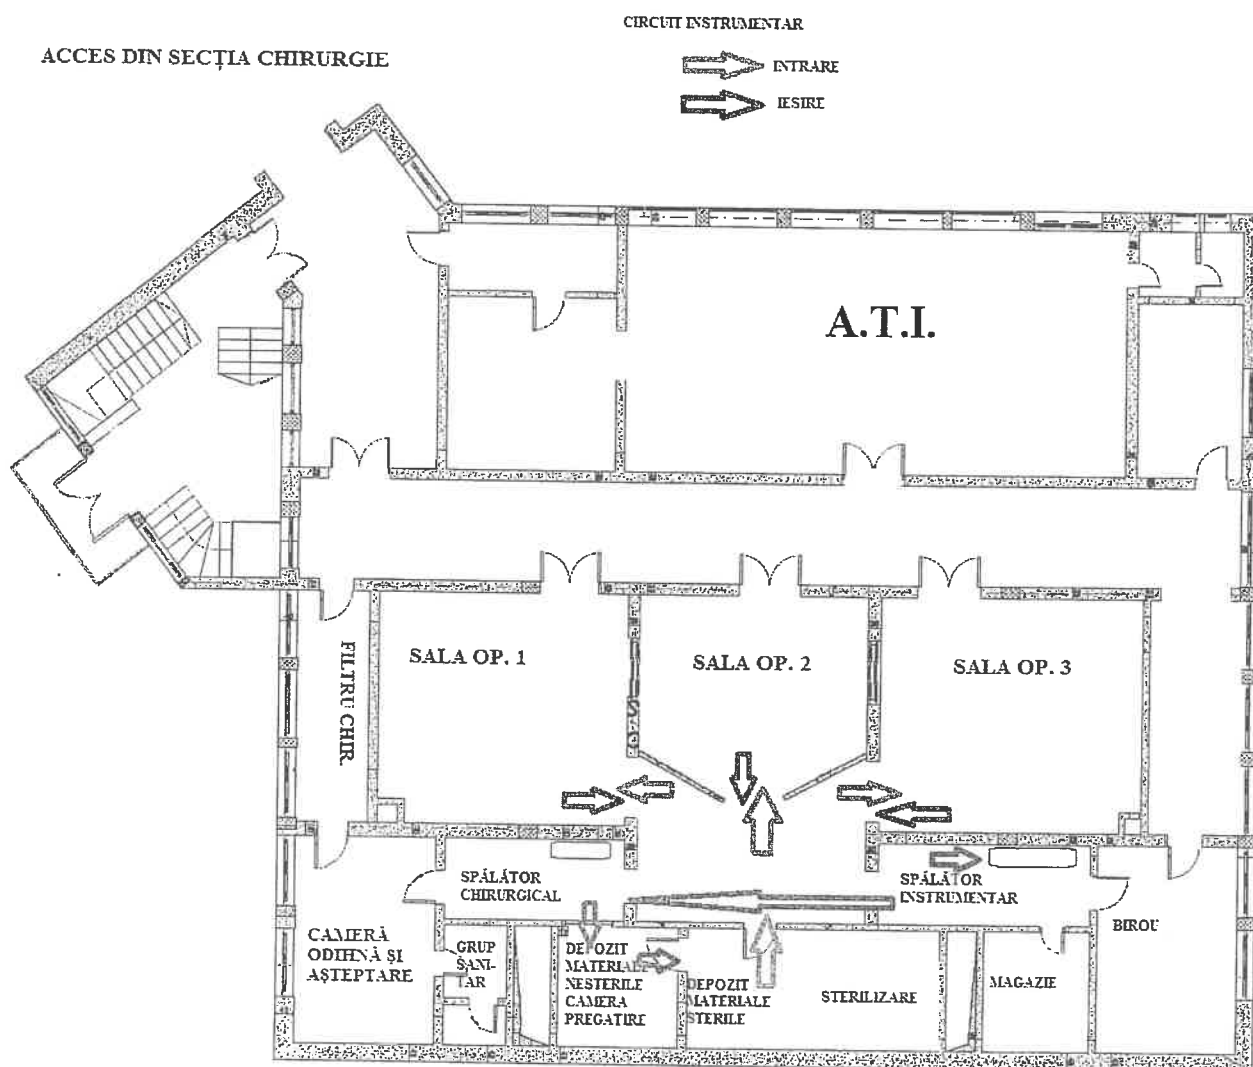 CIRCUIT INSTRUMENTAR
ACCES DIN SECȚIA CHIRURGIE
INTRARE
IESIRE
A.T.I.
FILTRU CHIR.
SALA OP. 1
SALA OP. 2
SALA OP. 3
SPĂLĂTOR
CHIRURGICAL
SPĂLĂTOR
INSTRUMENTAR
CAMERĂ
ODIHNĂ ȘI
AȘTEPTARE
GRUP
SANI-
TAR
DEPOZIT
MATERIALE
NESTERILE
CAMERA
PREGATIRE
DEPOZIT
MATERIALE
STERILE
STERILIZARE
MAGAZIE
BIROU